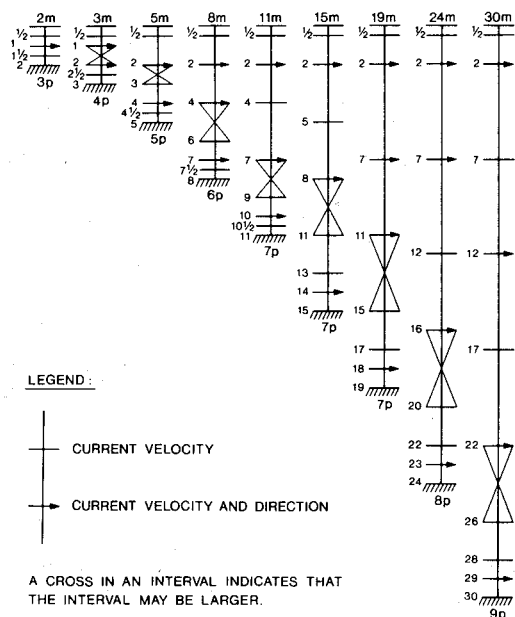 2m 3m 5m 8m 11m 15m 19m 24m 30m
½ ½ ½ ½ ½ ½ ½ ½ ½
1 1 2 2 2 2 2 2 2
1½ 2 3 4 4 5 7 7 7
2 2½ 4 6 7 8 11 12 12
3p 3 4½ 7 9 11 15 16 17
4p 5 7½ 10 13 17 20 22
5p 8 10½ 14 18 22 26
6p 11 15 19 23 28
7p 7p 7p 24 29
8p 30
9p
LEGEND:
CURRENT VELOCITY
CURRENT VELOCITY AND DIRECTION
A CROSS IN AN INTERVAL INDICATES THAT
THE INTERVAL MAY BE LARGER.